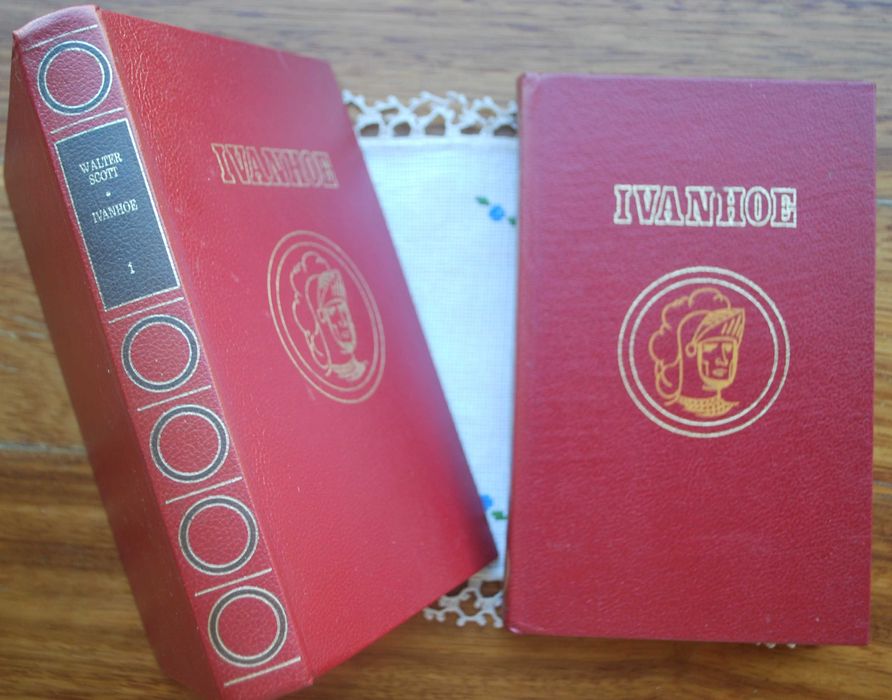 WALTER
SCOTT
•
IVANHOE
1
IVANHOE
IVANHOE